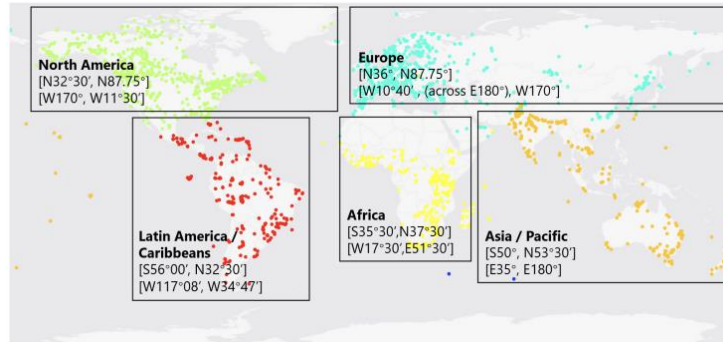 North America
[N32°30', N87.75°]
[W170°, W11°30']
Europe
[N36°, N87.75°]
[W10°40' , (across E180°), W170°]
Latin America /
Caribbeans
[S56°00', N32°30']
[W117°08', W34°47']
Africa
[S35°30',N37°30']
[W17°30',E51°30']
Asia / Pacific
[S50°, N53°30']
[E35°, E180°]